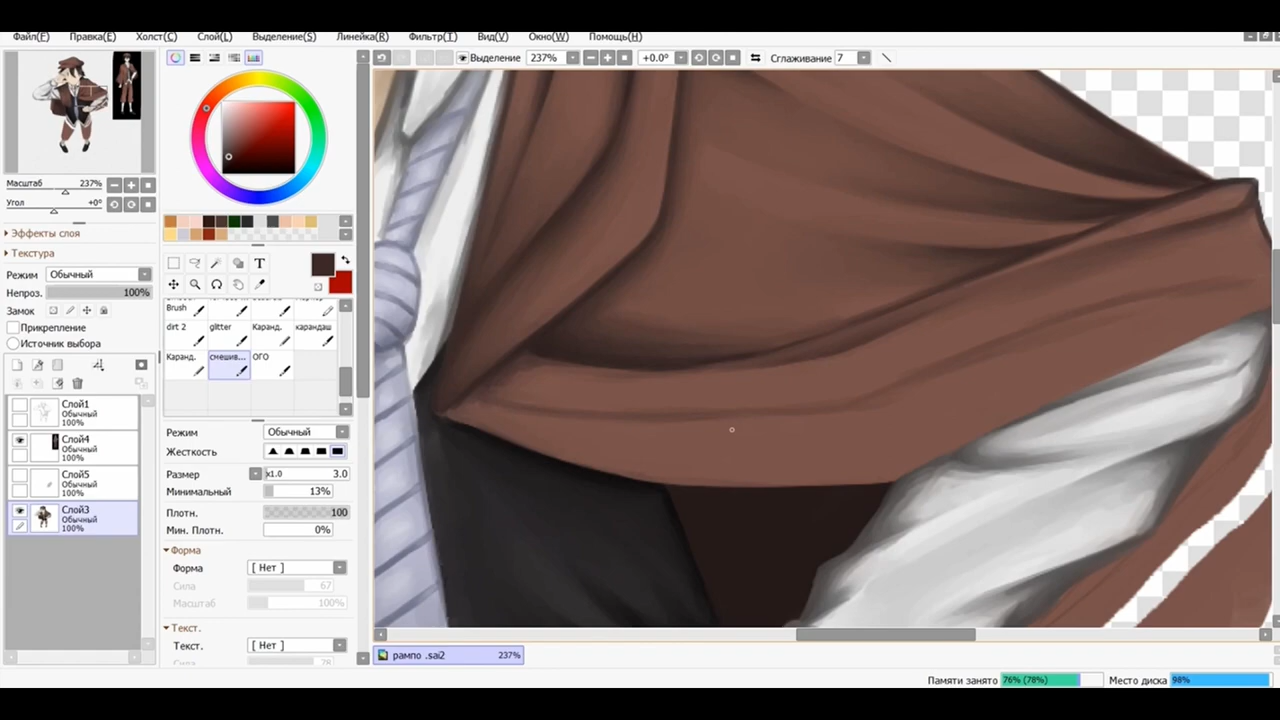 Файл(F) Правка(E) Холст(C) Слой(L) Выделение(S) Линейка(R) Фильтр(T) Вид(V) Окно(W) Помощь(H)
Выделение 237% +0.0° Сглаживание 7
Масштаб 237%
Угол +0°
Эффекты слоя
Текстура
Режим Обычный
Непроз. 100%
Замок
Прикрепление
Источник выбора
Слой1
Обычный
100%
Слой4
Обычный
100%
Слой5
Обычный
100%
Слой3
Обычный
100%
T
Brush
dirt 2 glitter Каранд. карандаш
Каранд. смешив... ОГО
Режим Обычный
Жесткость
Размер x1.0 3.0
Минимальный 13%
Плотн. 100
Мин. Плотн. 0%
Форма
Форма [ Нет ]
Сила 67
Масштаб 100%
Текст.
Текст. [ Нет ]
Сила 78
рампо .sai2 237%
Памяти занято 76% (78%) Место диска 98%